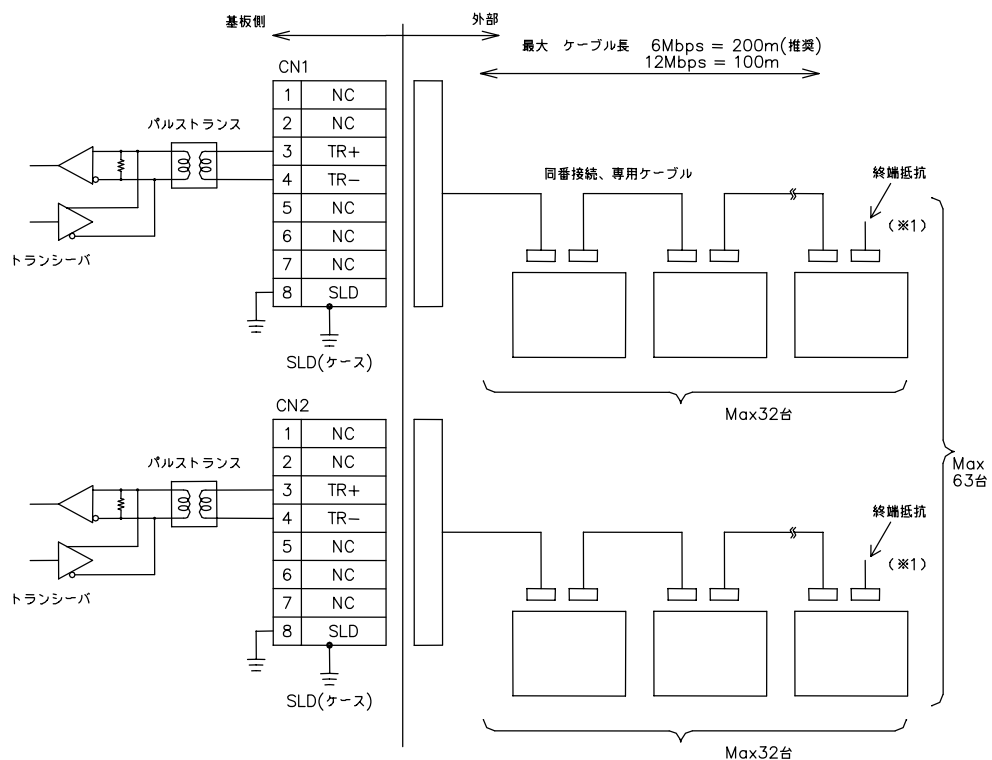 基板側
外部
最大 ケーブル長 6Mbps = 200m(推奨)
12Mbps = 100m
CN1
1 NC
2 NC
3 TR+
4 TR−
5 NC
6 NC
7 NC
8 SLD
パルストランス
トランシーバ
SLD(ケース)
同番接続、専用ケーブル
終端抵抗
(※1)
Max32台
CN2
1 NC
2 NC
3 TR+
4 TR−
5 NC
6 NC
7 NC
8 SLD
パルストランス
トランシーバ
SLD(ケース)
終端抵抗
(※1)
Max32台
Max
63台